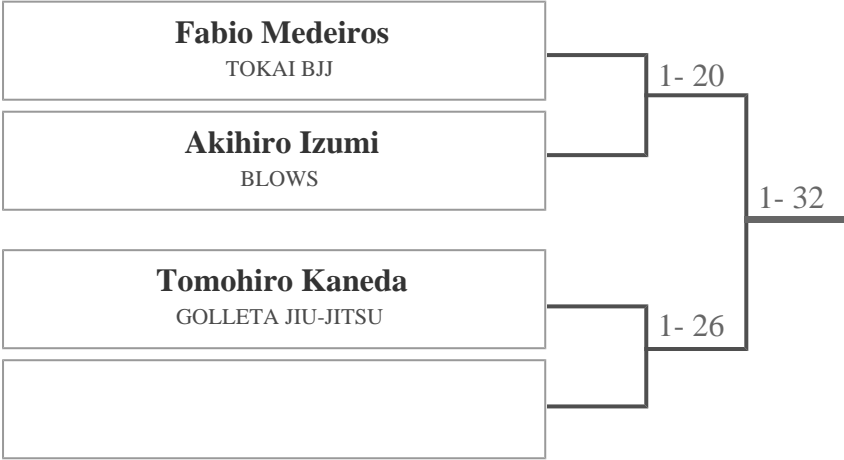 Fabio Medeiros
TOKAI BJJ
1- 20
Akihiro Izumi
BLOWS
1- 32
Tomohiro Kaneda
GOLLETA JIU-JITSU
1- 26